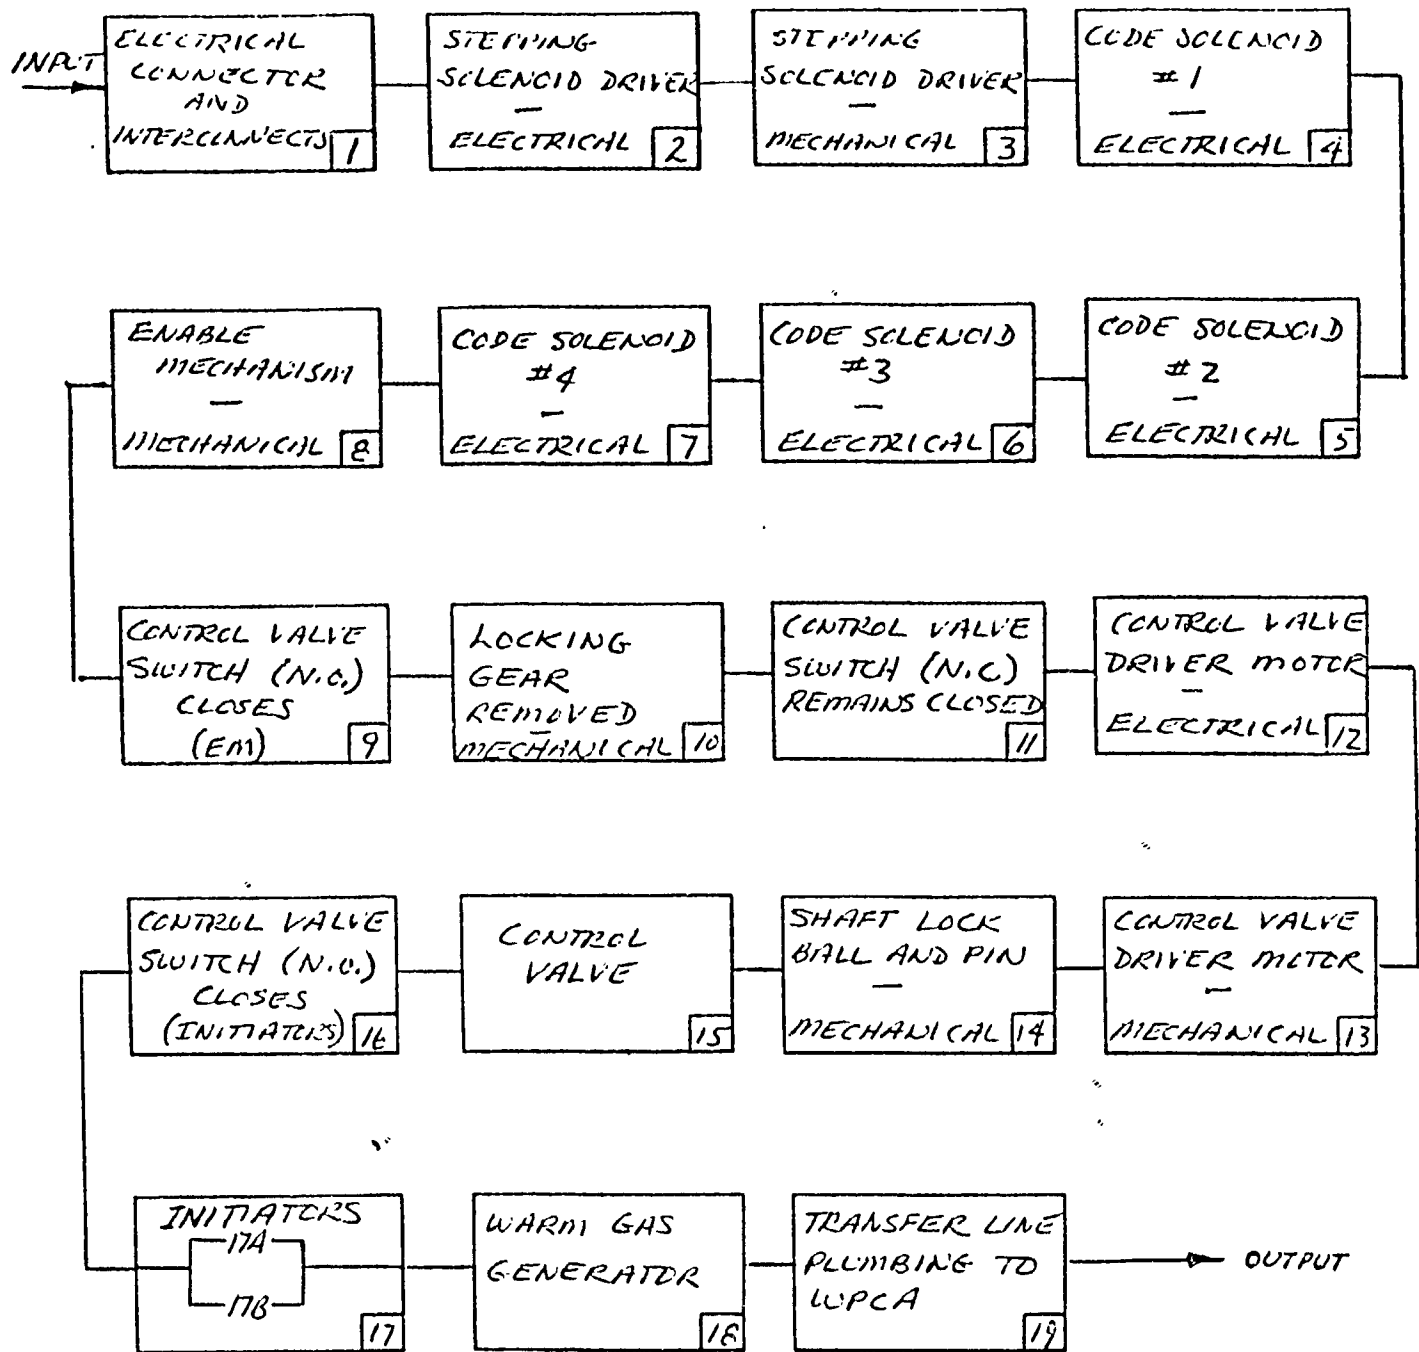 INPUT
ELECTRICAL
CONNECTOR
AND
INTERCONNECTS 1
STEPPING
SOLENOID DRIVER
—
ELECTRICAL 2
STEPPING
SOLENOID DRIVER
—
MECHANICAL 3
CODE SOLENOID
#1
—
ELECTRICAL 4
CODE SOLENOID
#2
—
ELECTRICAL 5
CODE SOLENOID
#3
—
ELECTRICAL 6
CODE SOLENOID
#4
—
ELECTRICAL 7
ENABLE
MECHANISM
—
MECHANICAL 8
CONTROL VALVE
SWITCH (N.O.)
CLOSES
(EM) 9
LOCKING
GEAR
REMOVED
—
MECHANICAL 10
CONTROL VALVE
SWITCH (N.C)
REMAINS CLOSED
11
CONTROL VALVE
DRIVER MOTOR
—
ELECTRICAL 12
CONTROL VALVE
DRIVER MOTOR
—
MECHANICAL 13
SHAFT LOCK
BALL AND PIN
—
MECHANICAL 14
CONTROL
VALVE
15
CONTROL VALVE
SWITCH (N.O.)
CLOSES
(INITIATORS) 16
INITIATORS
17A
17B
17
WARM GAS
GENERATOR
18
TRANSFER LINE
PLUMBING TO
WPCA
19
OUTPUT